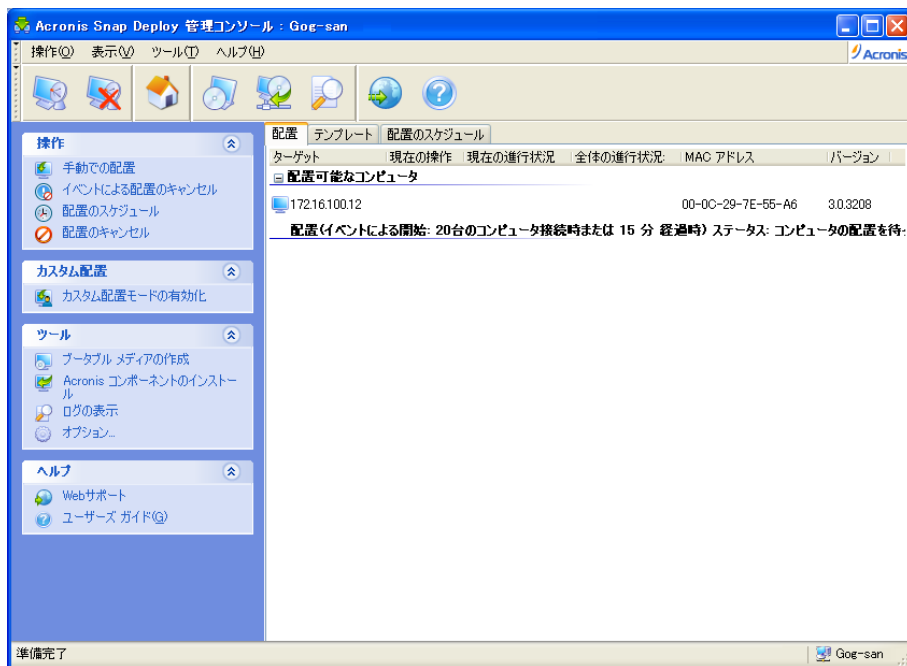 Acronis Snap Deploy 管理コンソール : Gog-san
操作(O) 表示(V) ツール(T) ヘルプ(H)
Acronis
操作
手動での配置
イベントによる配置のキャンセル
配置のスケジュール
配置のキャンセル
カスタム配置
カスタム配置モードの有効化
ツール
ブータブル メディアの作成
Acronis コンポーネントのインストー
ル
ログの表示
オプション...
ヘルプ
Webサポート
ユーザーズ ガイド(G)
配置 テンプレート 配置のスケジュール
ターゲット 現在の操作 現在の進行状況 全体の進行状況: MAC アドレス バージョン
配置可能なコンピュータ
172.16.100.12 00-0C-29-7E-55-A6 3.0.3208
配置(イベントによる開始: 20台のコンピュータ接続時または 15 分 経過時) ステータス: コンピュータの配置を待っ
準備完了
Gog-san